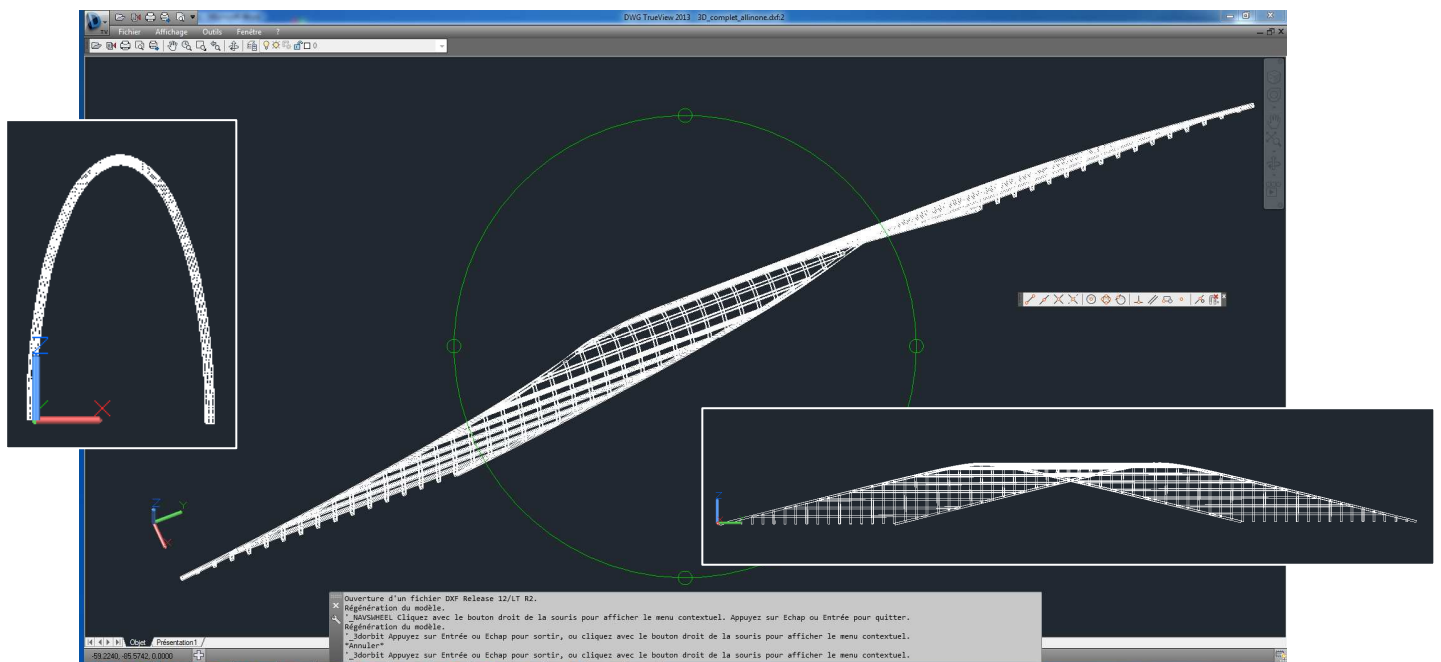 DWG TrueView 2013 3D_complet_allinone.dxf:2
TV
Fichier Affichage Outils Fenêtre ?
0
Z
X
Z
Y
X
Z
Ouverture d'un fichier DXF Release 12/LT R2.
Régénération du modèle.
'_NAVSWHEEL Cliquez avec le bouton droit de la souris pour afficher le menu contextuel. Appuyez sur Echap ou Entrée pour quitter.
Régénération du modèle.
'_3dorbit Appuyez sur Entrée ou Echap pour sortir, ou cliquez avec le bouton droit de la souris pour afficher le menu contextuel.
*Annuler*
'_3dorbit Appuyez sur Entrée ou Echap pour sortir, ou cliquez avec le bouton droit de la souris pour afficher le menu contextuel.
Objet Présentation1
-59.2240, -05.5742, 0.0000